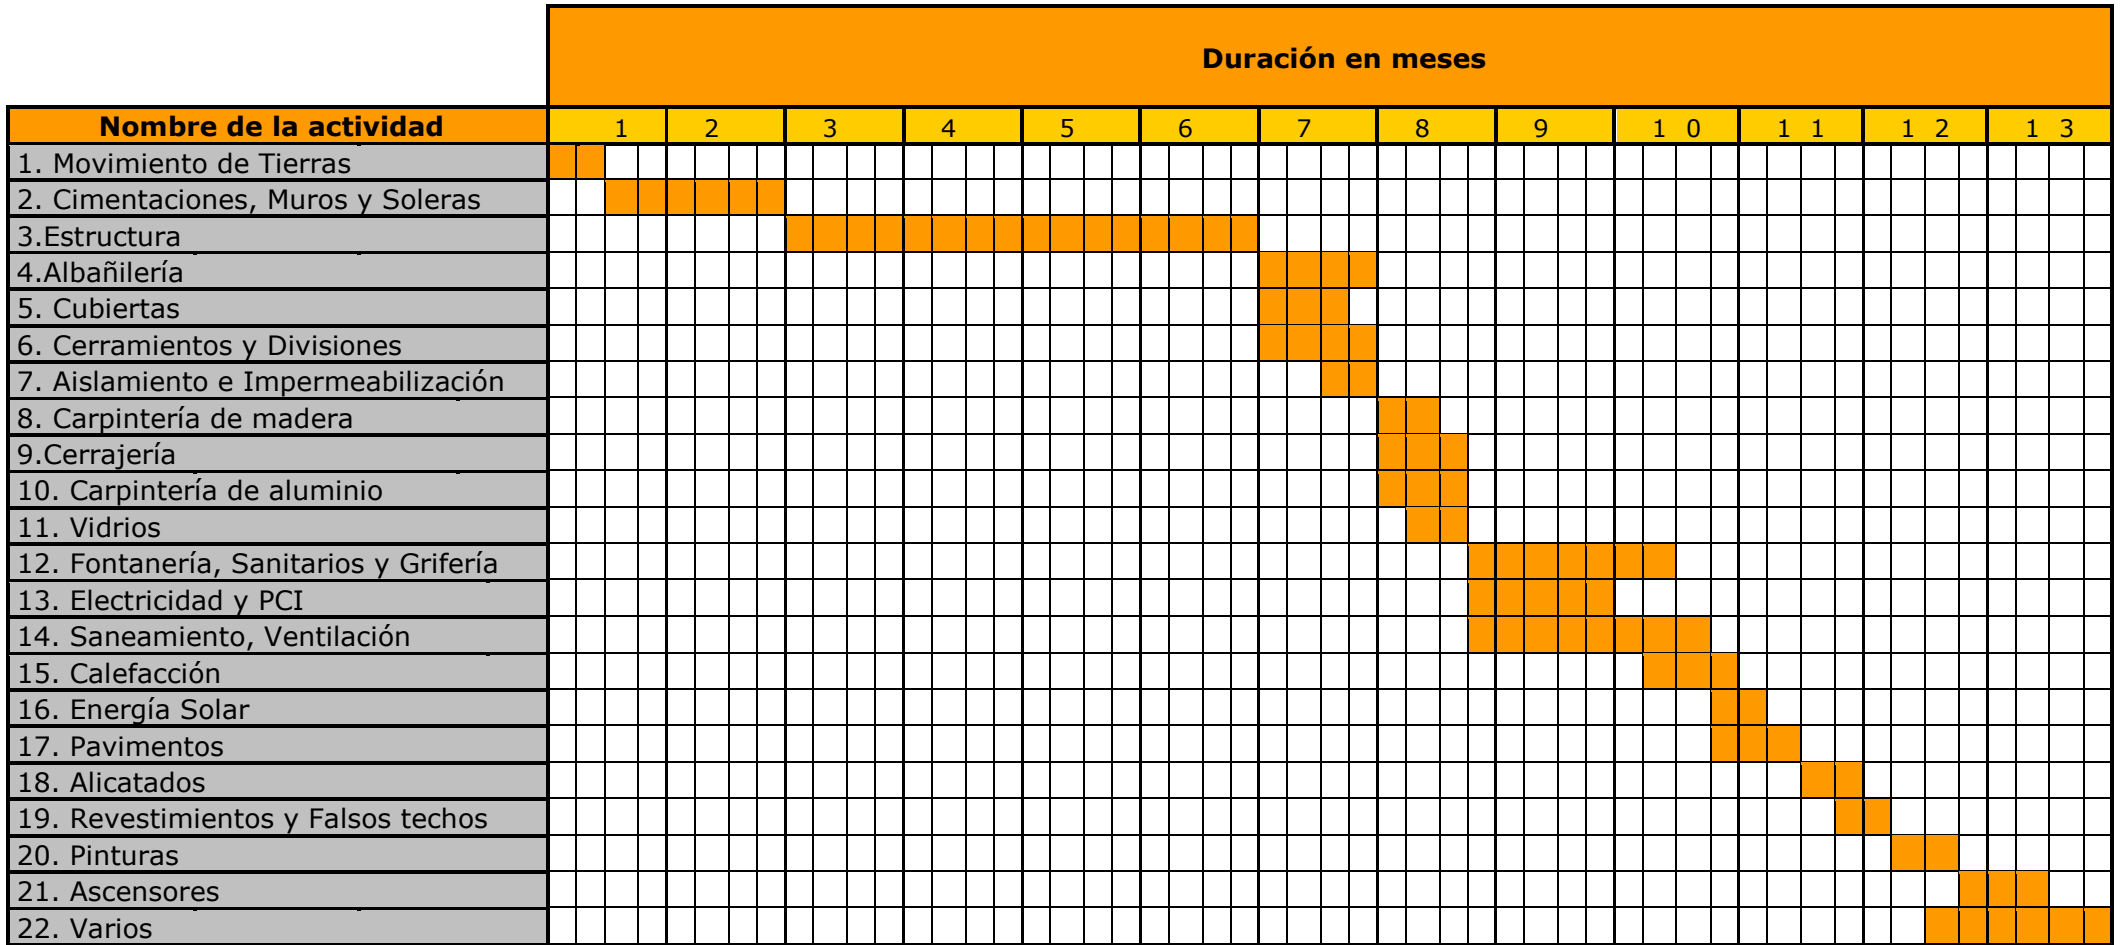 Duración en meses
Nombre de la actividad 1 2 3 4 5 6 7 8 9 1 0 1 1 1 2 1 3
1. Movimiento de Tierras
2. Cimentaciones, Muros y Soleras
3.Estructura
4.Albañilería
5. Cubiertas
6. Cerramientos y Divisiones
7. Aislamiento e Impermeabilización
8. Carpintería de madera
9.Cerrajería
10. Carpintería de aluminio
11. Vidrios
12. Fontanería, Sanitarios y Grifería
13. Electricidad y PCI
14. Saneamiento, Ventilación
15. Calefacción
16. Energía Solar
17. Pavimentos
18. Alicatados
19. Revestimientos y Falsos techos
20. Pinturas
21. Ascensores
22. Varios